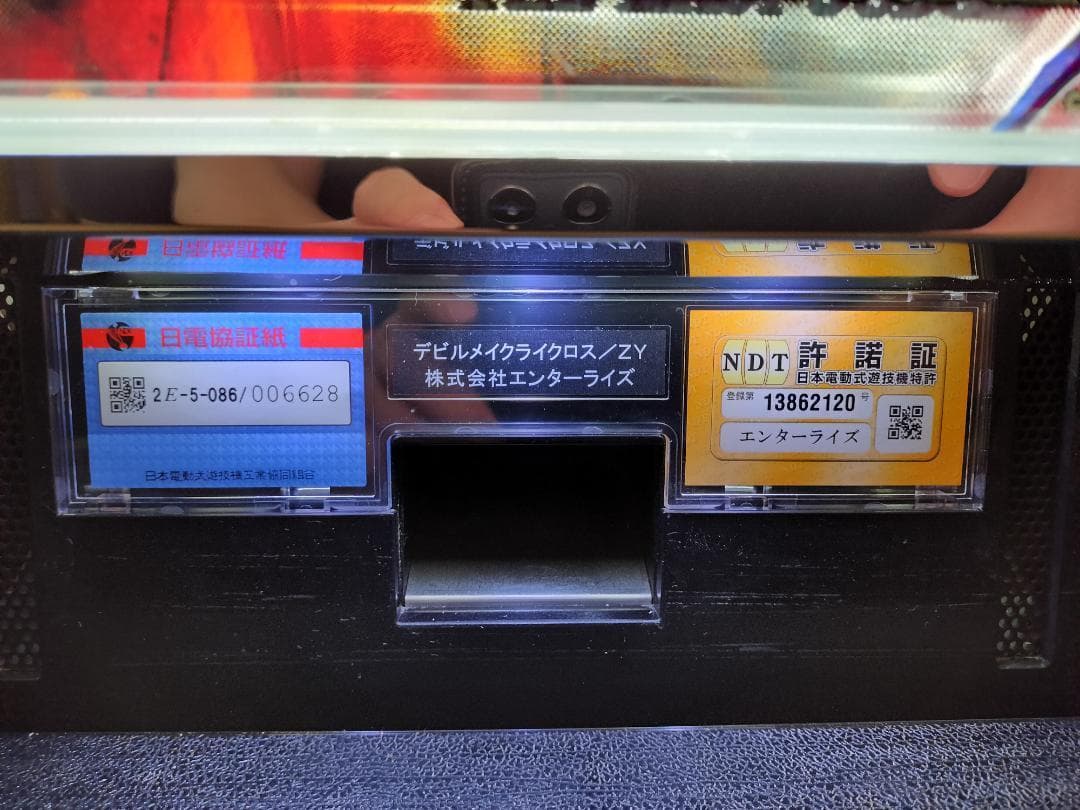 日電協証紙
2E-5-086/006628
日本電動式遊技機工業協同組合
デビルメイクライクロス／ZY
株式会社エンターライズ
NDT 許諾証
日本電動式遊技機特許
登録第 13862120 号
エンターライズ